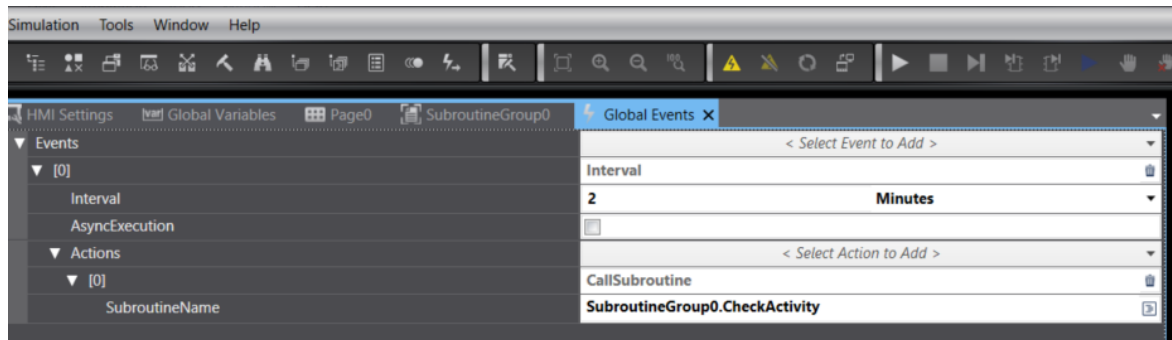 Simulation Tools Window Help
HMI Settings Global Variables Page0 SubroutineGroup0 Global Events
Events < Select Event to Add >
[0] Interval
Interval 2 Minutes
AsyncExecution
Actions < Select Action to Add >
[0] CallSubroutine
SubroutineName SubroutineGroup0.CheckActivity